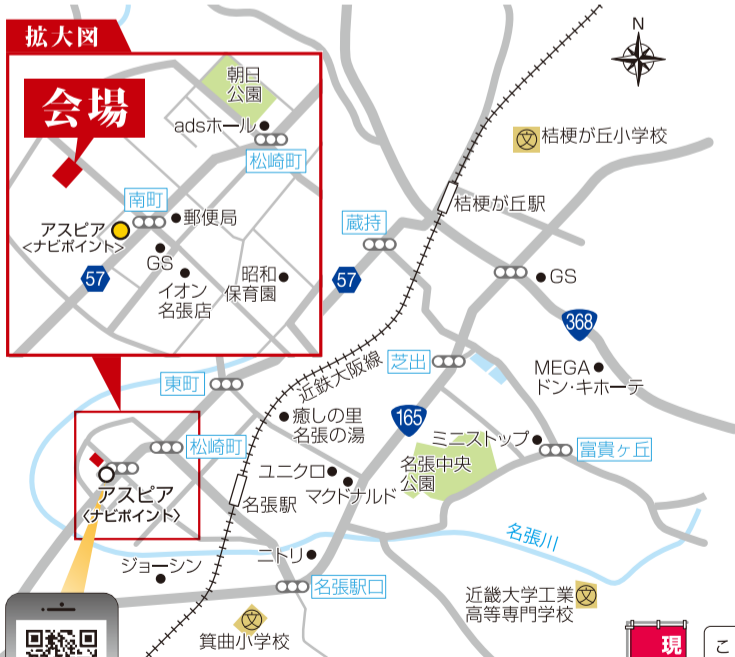 拡大図
N
会場
朝日
公園
adsホール
松崎町
南町
郵便局
アスピア
<ナビポイント>
GS
57
イオン
名張店
昭和
保育園
桔梗が丘小学校
桔梗が丘駅
蔵持
57
GS
368
近鉄大阪線
芝出
MEGA
ドン・キホーテ
東町
165
癒しの里
名張の湯
松崎町
ミニストップ
富貴ヶ丘
名張中央
公園
ユニクロ
マクドナルド
アスピア
<ナビポイント>
名張駅
名張川
ニトリ
ジョーシン
名張駅口
近畿大学工業
高等専門学校
箕曲小学校
文
文
文
現
こ